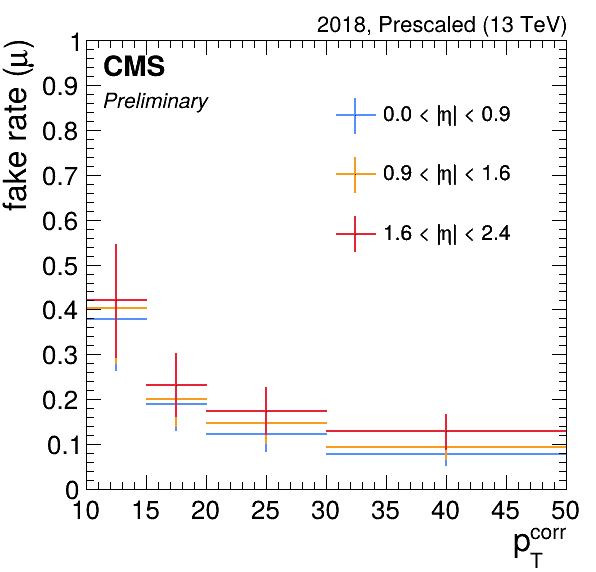 2018, Prescaled (13 TeV)
fake rate (μ)
CMS
Preliminary
0.0 < |η| < 0.9
0.9 < |η| < 1.6
1.6 < |η| < 2.4
1
0.9
0.8
0.7
0.6
0.5
0.4
0.3
0.2
0.1
0
10 15 20 25 30 35 40 45 50
p_T^corr